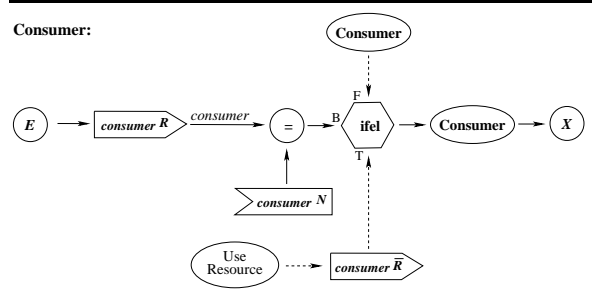 Consumer:
Consumer
F
E
consumer R
consumer
=
B
ifel
Consumer
X
T
consumer N
Use
Resource
consumer R̅